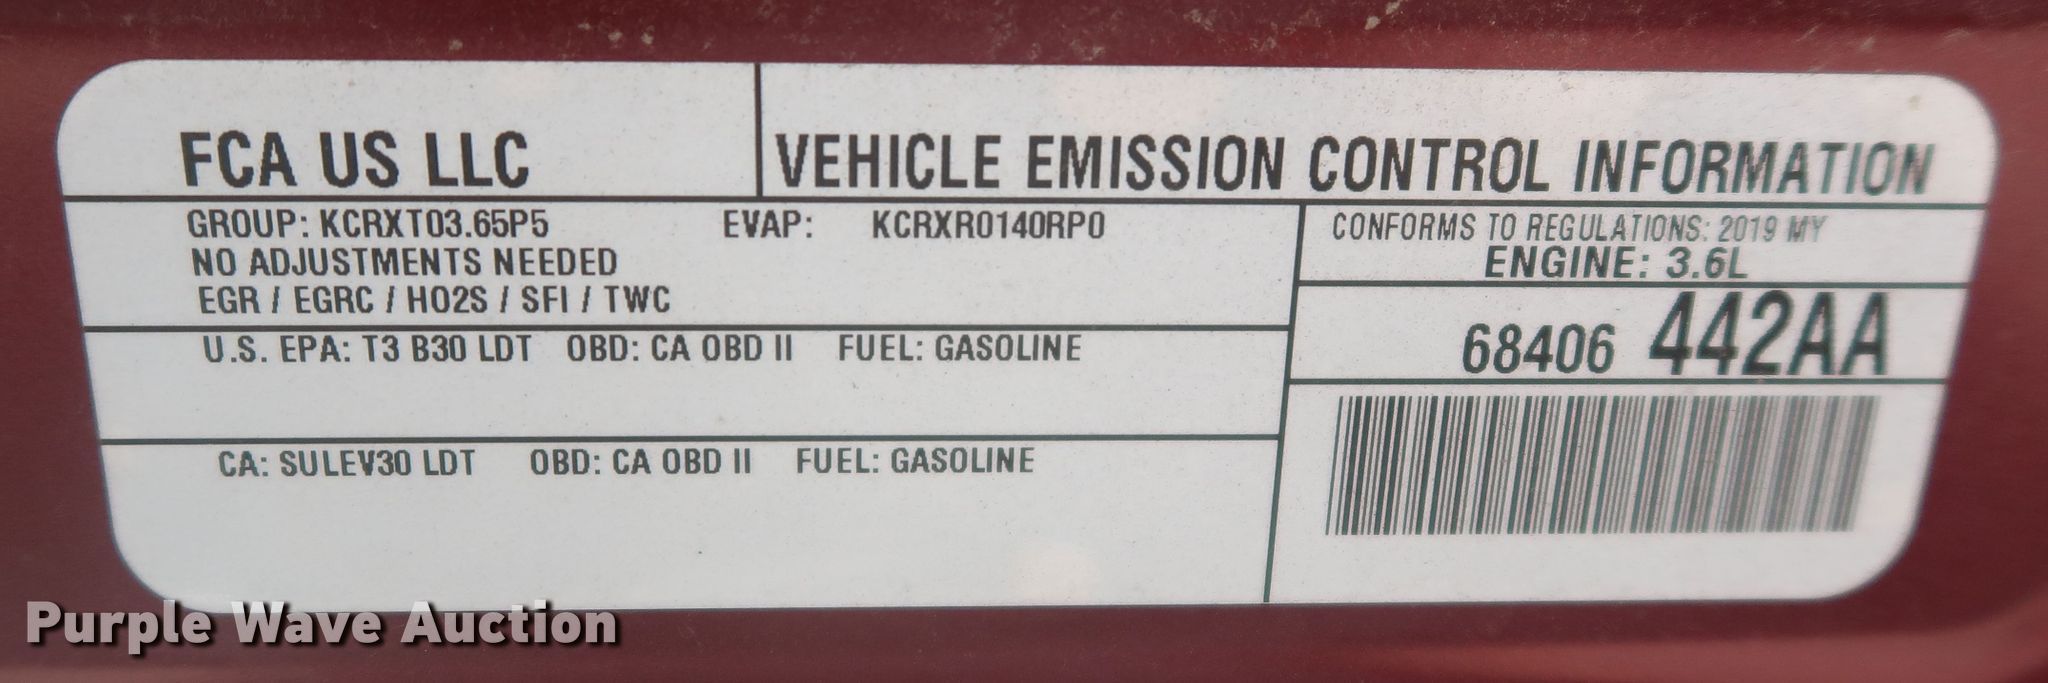 FCA US LLC
VEHICLE EMISSION CONTROL INFORMATION
GROUP: KCRXT03.65P5 EVAP: KCRXR0140RP0
NO ADJUSTMENTS NEEDED
EGR / EGRC / HO2S / SFI / TWC
CONFORMS TO REGULATIONS: 2019 MY
ENGINE: 3.6L
68406 442AA
U.S. EPA: T3 B30 LDT OBD: CA OBD II FUEL: GASOLINE
CA: SULEV30 LDT OBD: CA OBD II FUEL: GASOLINE
Purple Wave Auction